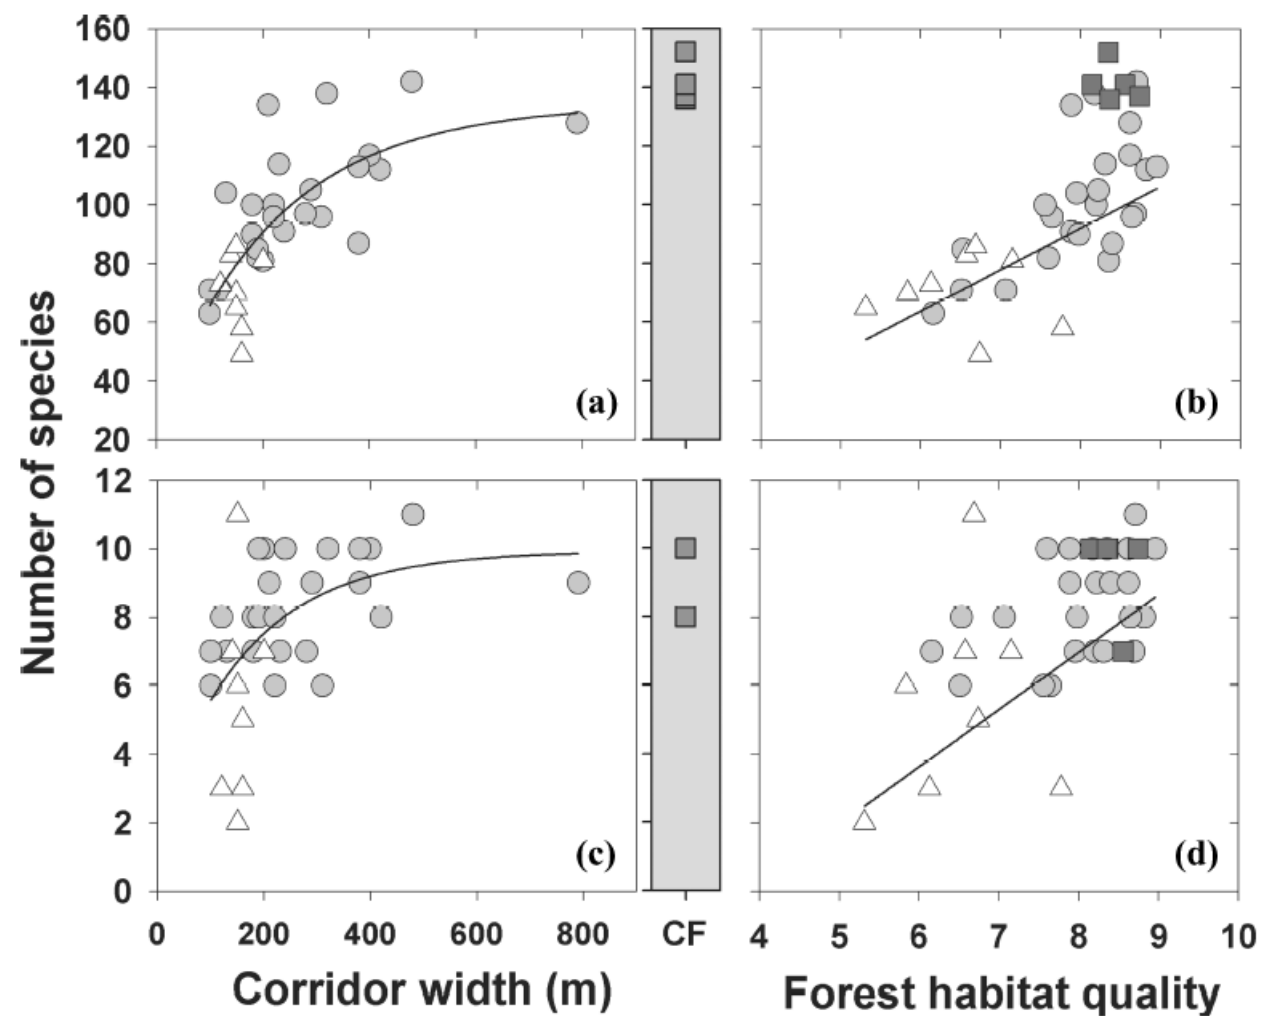 160
140
120
100
80
60
40
20
(a)
(b)
12
10
8
6
4
2
0
(c)
(d)
Number of species
0 200 400 600 800 CF 4 5 6 7 8 9 10
Corridor width (m) Forest habitat quality